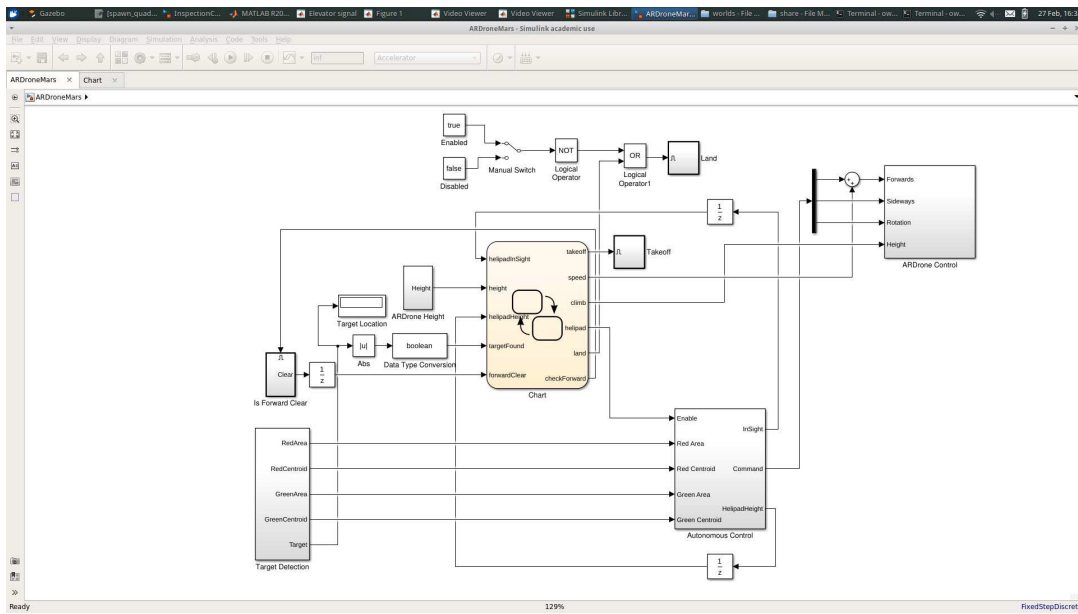 Gazebo
[spawn_quad...
InspectionC...
MATLAB R20...
Elevator signal
Figure 1
Video Viewer
Video Viewer
Simulink Libr...
ARDroneMar...
worlds - File ...
share - File M...
Terminal - ow...
Terminal - ow...
27 Feb, 16:3
ARDroneMars - Simulink academic use
File Edit View Display Diagram Simulation Analysis Code Tools Help
inf
Accelerator
ARDroneMars
Chart
ARDroneMars
true
Enabled
false
Disabled
Manual Switch
NOT
Logical
Operator
OR
Logical
Operator1
Land
Forwards
Sideways
Rotation
Height
ARDrone Control
1
z
helipadInSight
height
helipadHeight
targetFound
forwardClear
takeoff
speed
climb
helipad
land
checkForward
Chart
Takeoff
Height
ARDrone Height
Target Location
|u|
Abs
boolean
Data Type Conversion
Clear
Is Forward Clear
1
z
RedArea
RedCentroid
GreenArea
GreenCentroid
Target
Target Detection
Enable
Red Area
Red Centroid
Green Area
Green Centroid
InSight
Command
HelipadHeight
Autonomous Control
1
z
Ready
129%
FixedStepDiscret